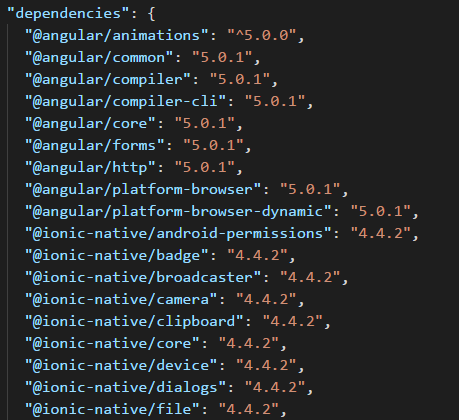 "dependencies": {
"@angular/animations": "^5.0.0",
"@angular/common": "5.0.1",
"@angular/compiler": "5.0.1",
"@angular/compiler-cli": "5.0.1",
"@angular/core": "5.0.1",
"@angular/forms": "5.0.1",
"@angular/http": "5.0.1",
"@angular/platform-browser": "5.0.1",
"@angular/platform-browser-dynamic": "5.0.1",
"@ionic-native/android-permissions": "4.4.2",
"@ionic-native/badge": "4.4.2",
"@ionic-native/broadcaster": "4.4.2",
"@ionic-native/camera": "4.4.2",
"@ionic-native/clipboard": "4.4.2",
"@ionic-native/core": "4.4.2",
"@ionic-native/device": "4.4.2",
"@ionic-native/dialogs": "4.4.2",
"@ionic-native/file": "4.4.2",